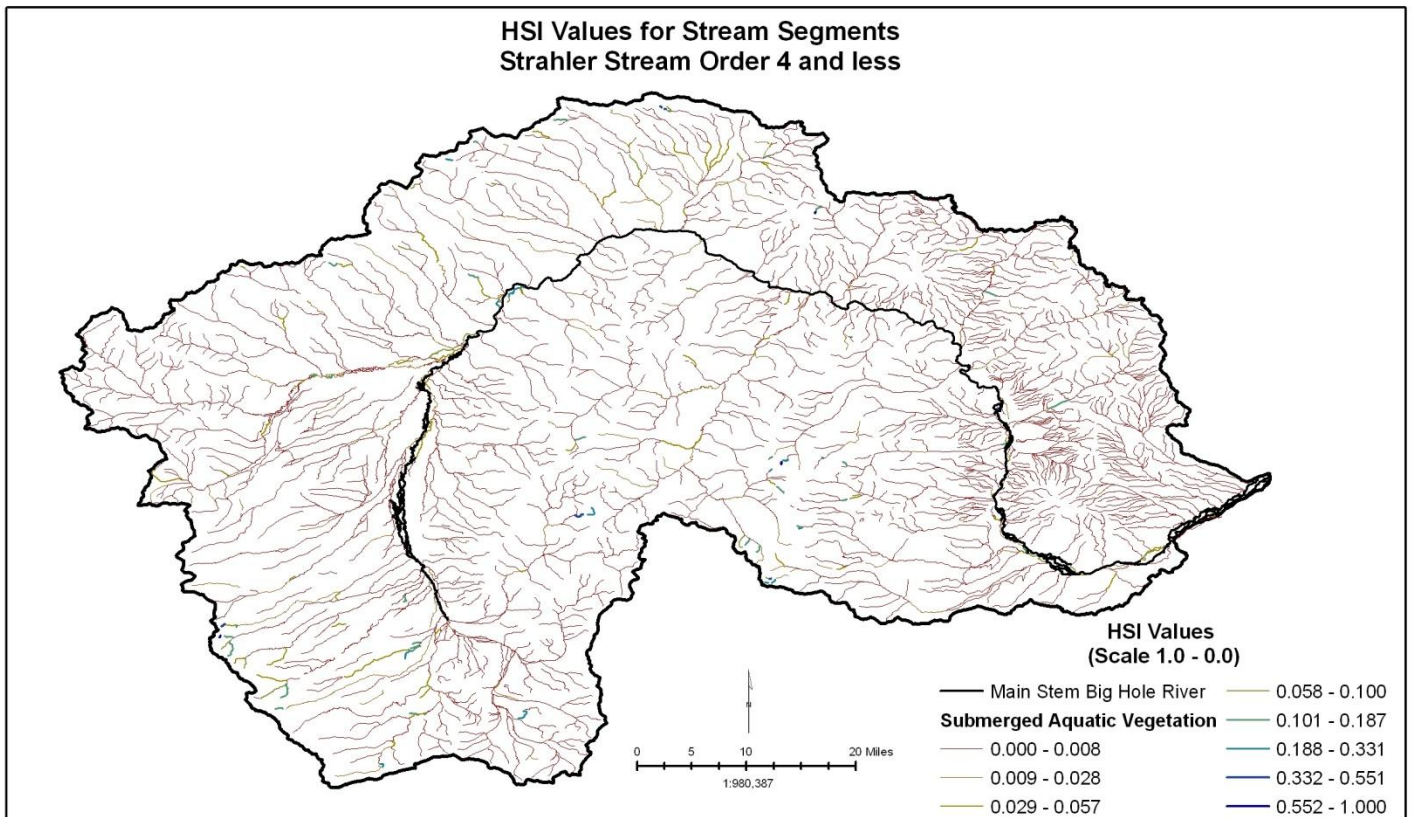 HSI Values for Stream Segments
Strahler Stream Order 4 and less
HSI Values
(Scale 1.0 - 0.0)
Main Stem Big Hole River
Submerged Aquatic Vegetation
0.000 - 0.008
0.009 - 0.028
0.029 - 0.057
0.058 - 0.100
0.101 - 0.187
0.188 - 0.331
0.332 - 0.551
0.552 - 1.000
N
0 5 10 20 Miles
1:980,387